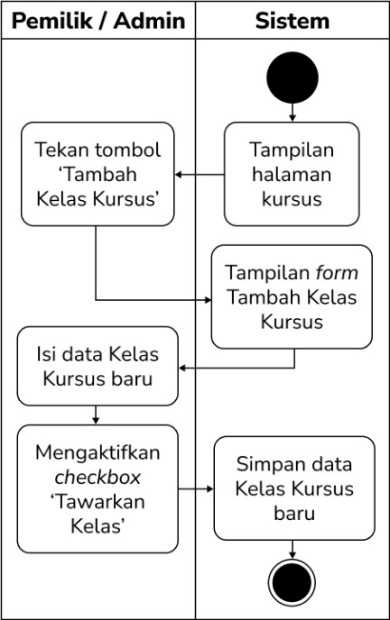 Pemilik / Admin
Sistem
Tampilan
halaman
kursus
Tekan tombol
‘Tambah
Kelas Kursus’
Tampilan form
Tambah Kelas
Kursus
Isi data Kelas
Kursus baru
Mengaktifkan
checkbox
‘Tawarkan
Kelas’
Simpan data
Kelas Kursus
baru